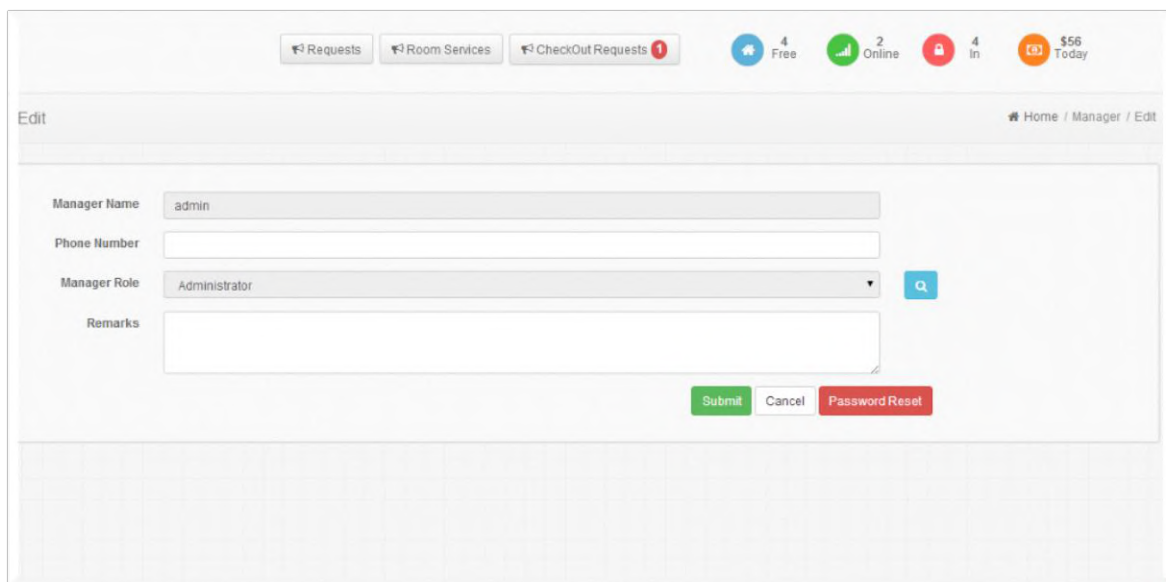 Requests Room Services CheckOut Requests 1 4 Free 2 Online 4 In $56 Today
Edit Home / Manager / Edit
Manager Name admin
Phone Number
Manager Role Administrator
Remarks
Submit Cancel Password Reset